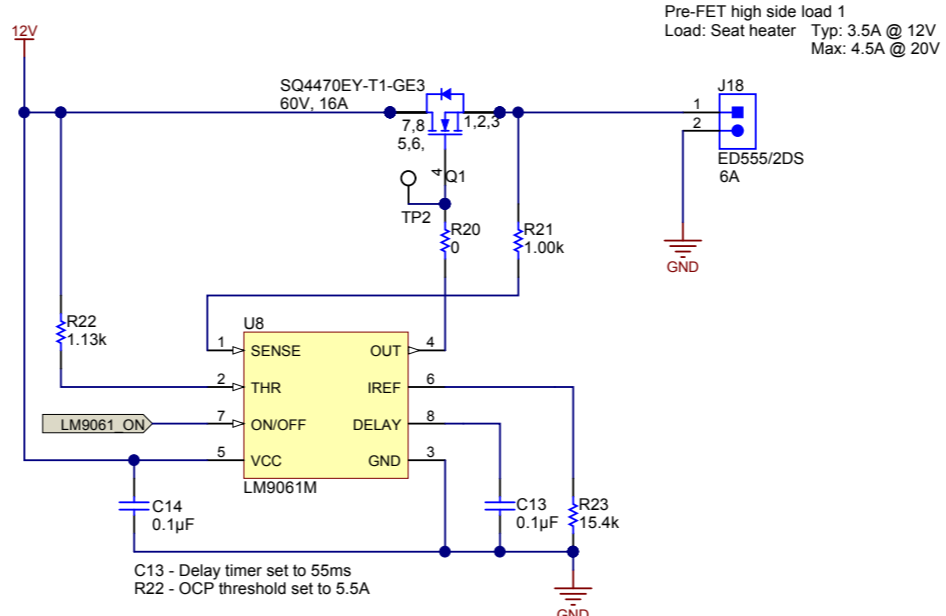 Pre-FET high side load 1
Load: Seat heater Typ: 3.5A @ 12V
Max: 4.5A @ 20V
12V
SQ4470EY-T1-GE3
60V, 16A
7,8
5,6,
1,2,3
4
Q1
TP2
J18
1
2
ED555/2DS
6A
GND
R20
0
R21
1.00k
R22
1.13k
U8
1 SENSE OUT 4
2 THR IREF 6
LM9061_ON 7 ON/OFF DELAY 8
5 VCC GND 3
LM9061M
C14
0.1µF
C13
0.1µF
R23
15.4k
C13 - Delay timer set to 55ms
R22 - OCP threshold set to 5.5A
GND